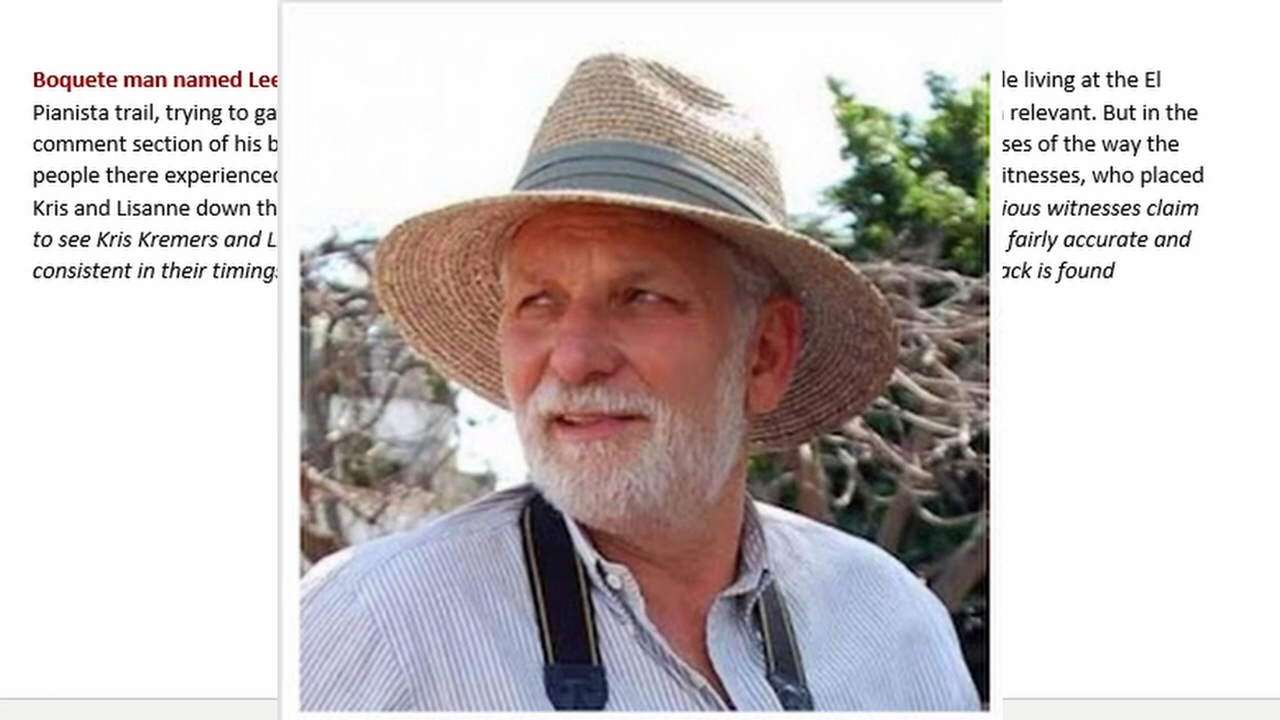 Boquete man named Lee le living at the El
Pianista trail, trying to ga relevant. But in the
comment section of his b ses of the way the
people there experienced itnesses, who placed
Kris and Lisanne down th ious witnesses claim
to see Kris Kremers and L fairly accurate and
consistent in their timings ack is found